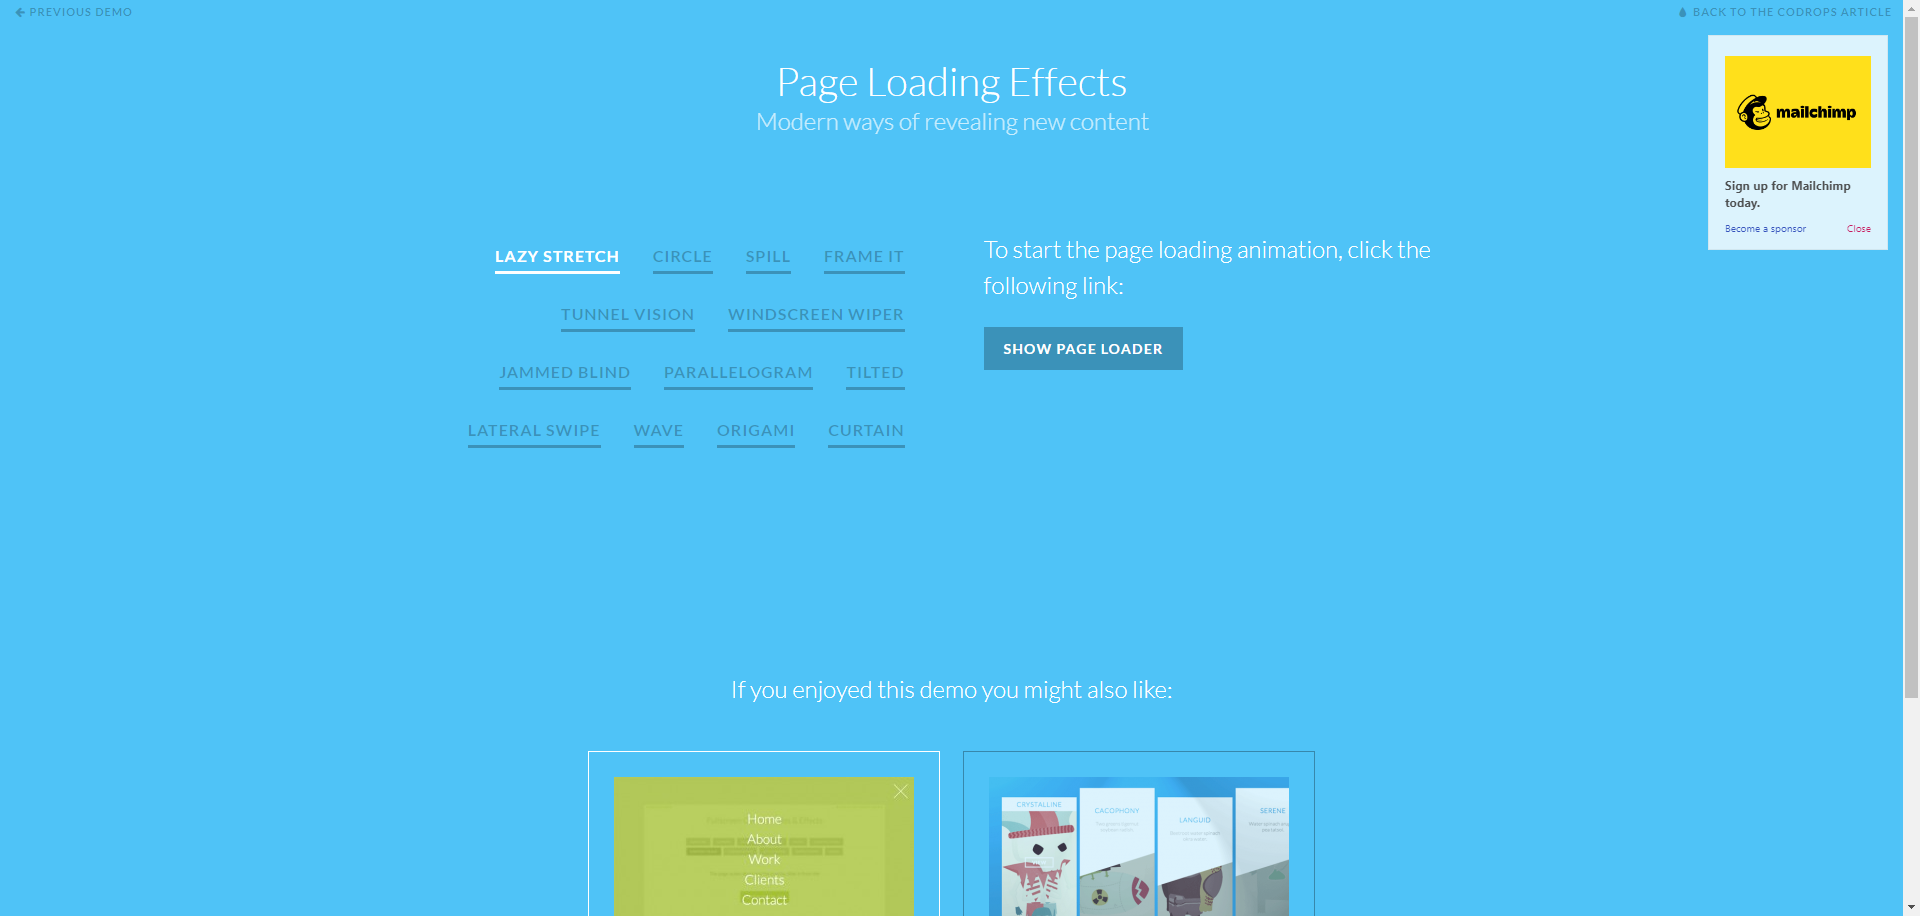 PREVIOUS DEMO
BACK TO THE CODROPS ARTICLE
Page Loading Effects
Modern ways of revealing new content
mailchimp
Sign up for Mailchimp
today.
Become a sponsor Close
LAZY STRETCH CIRCLE SPILL FRAME IT
TUNNEL VISION WINDSCREEN WIPER
JAMMED BLIND PARALLELOGRAM TILTED
LATERAL SWIPE WAVE ORIGAMI CURTAIN
To start the page loading animation, click the
following link:
SHOW PAGE LOADER
If you enjoyed this demo you might also like:
Home
About
Work
Clients
Contact
CRYSTALLINE
CACOPHONY
LANGUID
SERENE